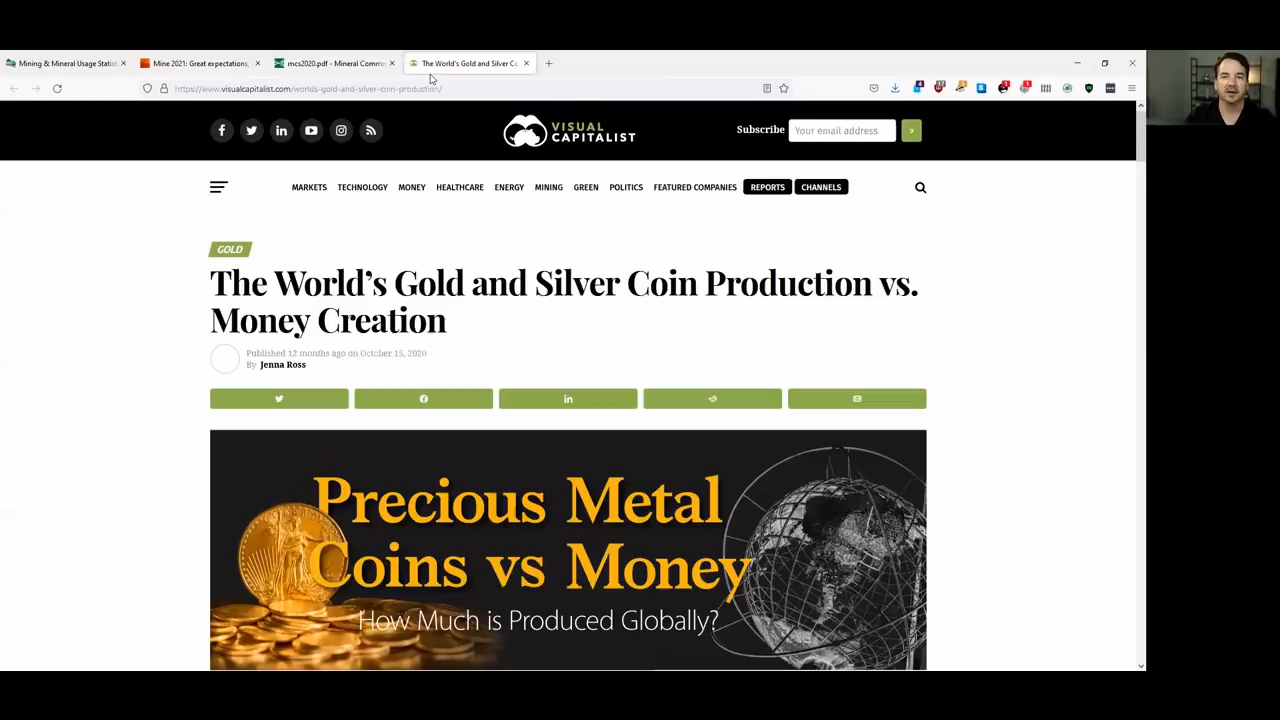 Mining & Mineral Usage Statist
Mine 2021: Great expectations,
mcs2020.pdf - Mineral Commo
The World's Gold and Silver Co
https://www.visualcapitalist.com/worlds-gold-and-silver-coin-production/
VISUAL
CAPITALIST
Subscribe
Your email address
>
MARKETS TECHNOLOGY MONEY HEALTHCARE ENERGY MINING GREEN POLITICS FEATURED COMPANIES REPORTS CHANNELS
GOLD
The World's Gold and Silver Coin Production vs.
Money Creation
Published 12 months ago on October 15, 2020
By Jenna Ross
Precious Metal
Coins vs Money
How Much is Produced Globally?